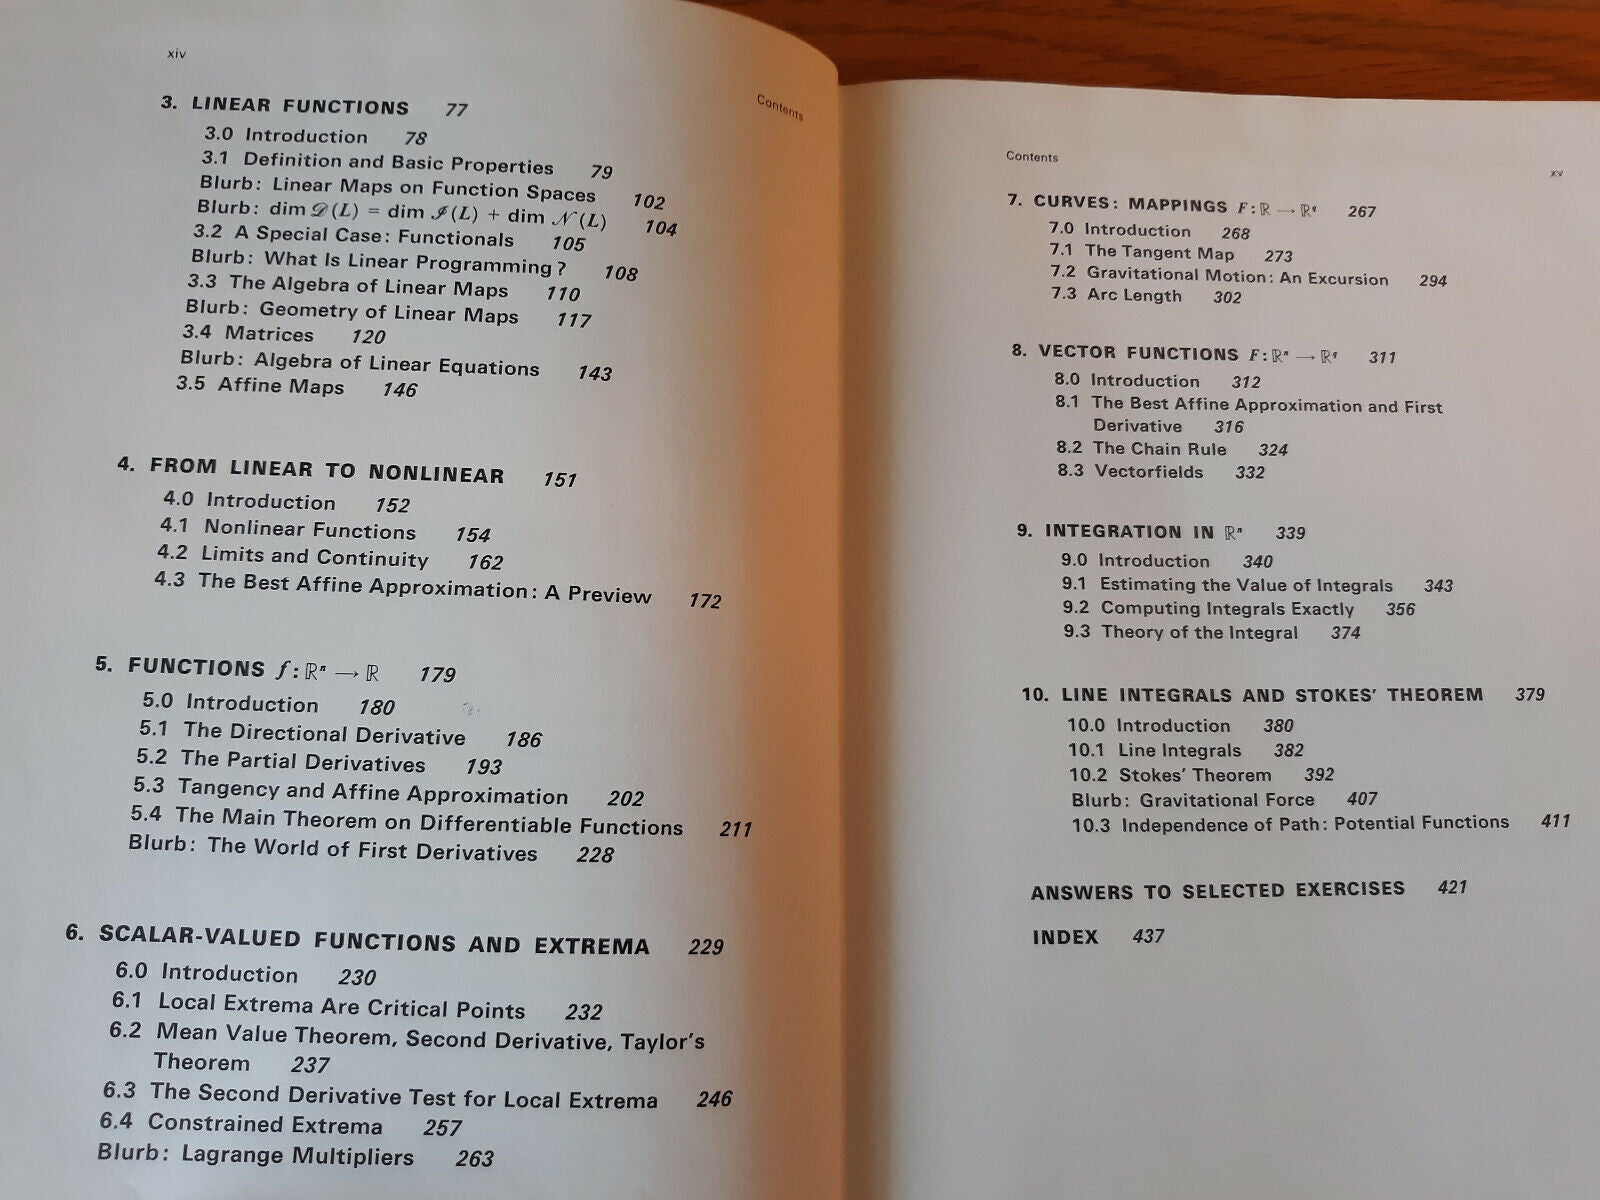 xiv
Contents
3. LINEAR FUNCTIONS 77
3.0 Introduction 78
3.1 Definition and Basic Properties 79
Blurb: Linear Maps on Function Spaces 102
Blurb: dim 𝒟(L) = dim ℐ(L) + dim 𝒩(L) 104
3.2 A Special Case: Functionals 105
Blurb: What Is Linear Programming? 108
3.3 The Algebra of Linear Maps 110
Blurb: Geometry of Linear Maps 117
3.4 Matrices 120
Blurb: Algebra of Linear Equations 143
3.5 Affine Maps 146
4. FROM LINEAR TO NONLINEAR 151
4.0 Introduction 152
4.1 Nonlinear Functions 154
4.2 Limits and Continuity 162
4.3 The Best Affine Approximation: A Preview 172
5. FUNCTIONS f: ℝⁿ → ℝ 179
5.0 Introduction 180
5.1 The Directional Derivative 186
5.2 The Partial Derivatives 193
5.3 Tangency and Affine Approximation 202
5.4 The Main Theorem on Differentiable Functions 211
Blurb: The World of First Derivatives 228
6. SCALAR-VALUED FUNCTIONS AND EXTREMA 229
6.0 Introduction 230
6.1 Local Extrema Are Critical Points 232
6.2 Mean Value Theorem, Second Derivative, Taylor's
Theorem 237
6.3 The Second Derivative Test for Local Extrema 246
6.4 Constrained Extrema 257
Blurb: Lagrange Multipliers 263
Contents
xv
7. CURVES: MAPPINGS F: ℝ → ℝ^q 267
7.0 Introduction 268
7.1 The Tangent Map 273
7.2 Gravitational Motion: An Excursion 294
7.3 Arc Length 302
8. VECTOR FUNCTIONS F: ℝⁿ → ℝ^q 311
8.0 Introduction 312
8.1 The Best Affine Approximation and First
Derivative 316
8.2 The Chain Rule 324
8.3 Vectorfields 332
9. INTEGRATION IN ℝⁿ 339
9.0 Introduction 340
9.1 Estimating the Value of Integrals 343
9.2 Computing Integrals Exactly 356
9.3 Theory of the Integral 374
10. LINE INTEGRALS AND STOKES' THEOREM 379
10.0 Introduction 380
10.1 Line Integrals 382
10.2 Stokes' Theorem 392
Blurb: Gravitational Force 407
10.3 Independence of Path: Potential Functions 411
ANSWERS TO SELECTED EXERCISES 421
INDEX 437